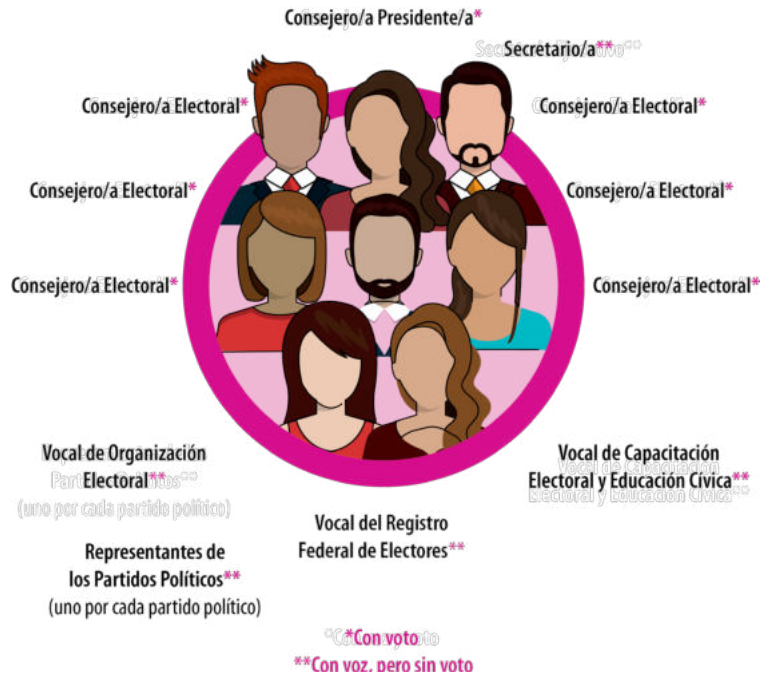 Consejero/a Presidente/a*
Secretario/a**
Consejero/a Electoral*
Consejero/a Electoral*
Consejero/a Electoral*
Consejero/a Electoral*
Consejero/a Electoral*
Consejero/a Electoral*
Vocal de Organización
Electoral**
(uno por cada partido político)
Vocal de Capacitación
Electoral y Educación Cívica**
Vocal del Registro
Federal de Electores**
Representantes de
los Partidos Políticos**
(uno por cada partido político)
*Con voto
**Con voz, pero sin voto